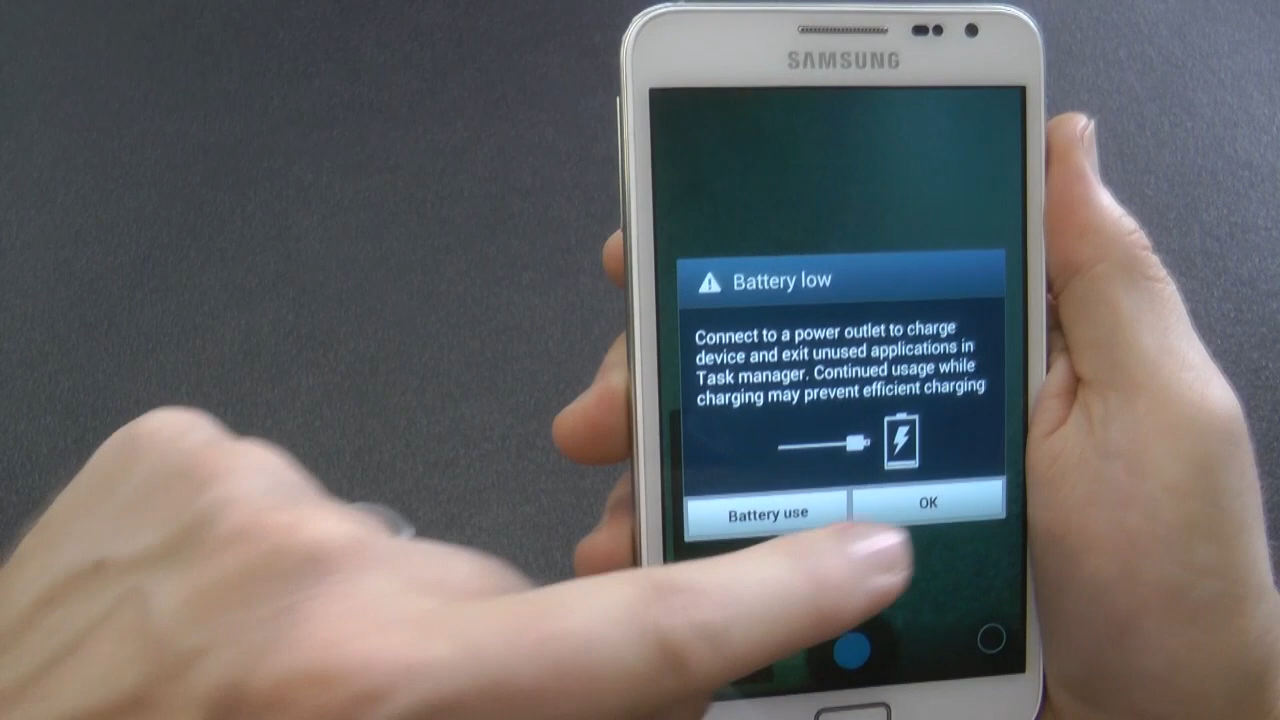 SAMSUNG
Battery low
Connect to a power outlet to charge
device and exit unused applications in
Task manager. Continued usage while
charging may prevent efficient charging
Battery use
OK